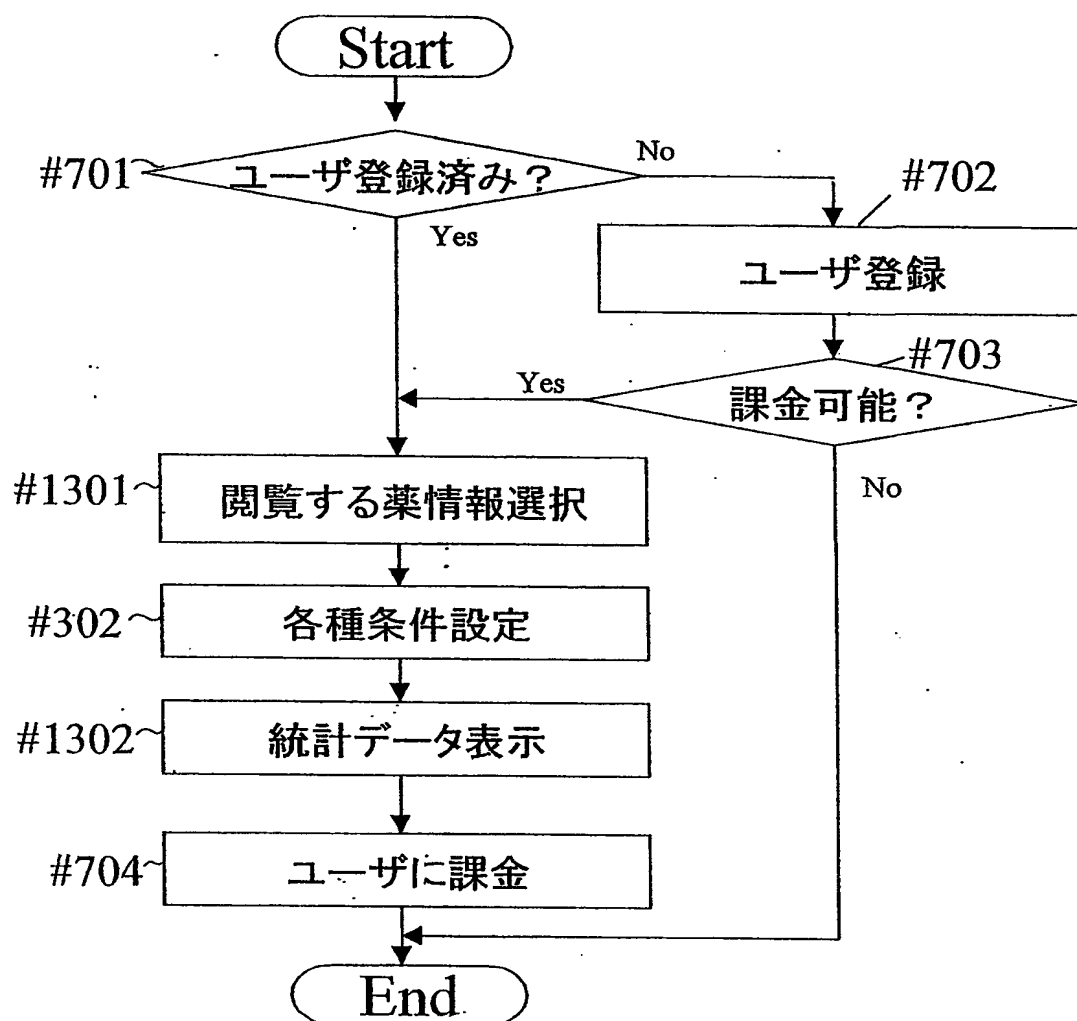 Start
#701
ユーザ登録済み?
No
Yes
#702
ユーザ登録
#703
課金可能?
Yes
No
#1301
閲覧する薬情報選択
#302
各種条件設定
#1302
統計データ表示
#704
ユーザに課金
End